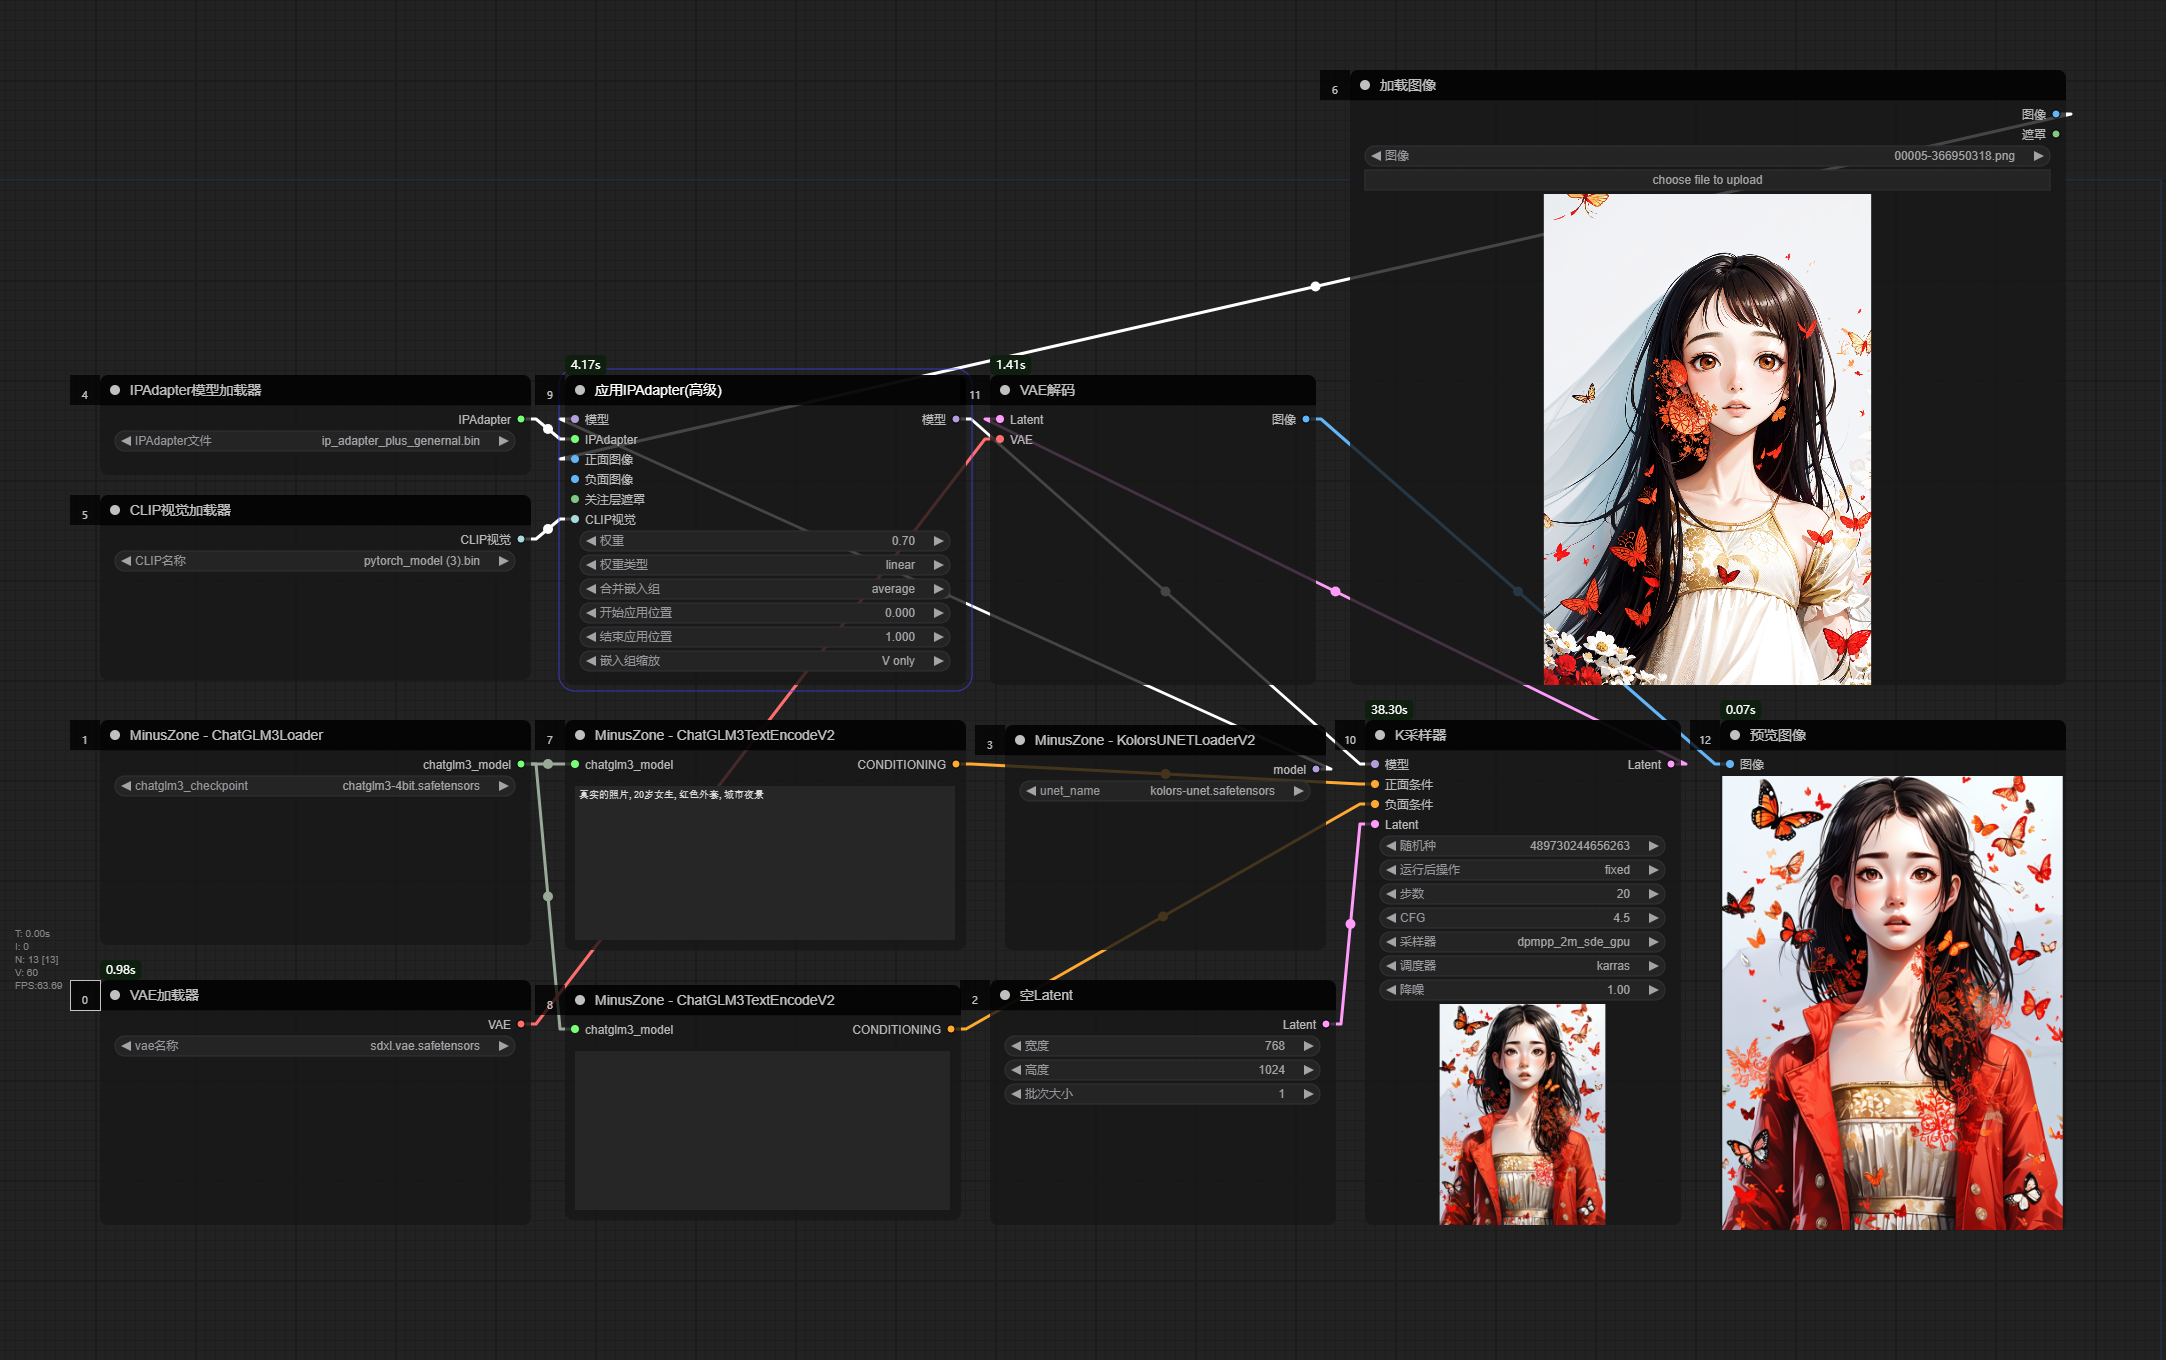 6
加载图像
图像
遮罩
图像
00005-366950318.png
choose file to upload
4
IPAdapter模型加载器
IPAdapter
IPAdapter文件
ip_adapter_plus_genernal.bin
5
CLIP视觉加载器
CLIP视觉
CLIP名称
pytorch_model (3).bin
4.17s
9
应用IPAdapter(高级)
模型
模型
IPAdapter
正面图像
负面图像
关注层遮罩
CLIP视觉
权重
0.70
权重类型
linear
合并嵌入组
average
开始应用位置
0.000
结束应用位置
1.000
嵌入组缩放
V only
1.41s
11
VAE解码
Latent
图像
VAE
1
MinusZone - ChatGLM3Loader
chatglm3_model
chatglm3_checkpoint
chatglm3-4bit.safetensors
7
MinusZone - ChatGLM3TextEncodeV2
chatglm3_model
CONDITIONING
真实的照片, 20岁女生, 红色外套, 城市夜景
3
MinusZone - KolorsUNETLoaderV2
model
unet_name
kolors-unet.safetensors
38.30s
10
K采样器
模型
Latent
正面条件
负面条件
Latent
随机种
489730244656263
运行后操作
fixed
步数
20
CFG
4.5
采样器
dpmpp_2m_sde_gpu
调度器
karras
降噪
1.00
0.07s
12
预览图像
图像
T: 0.00s
I: 0
N: 13 [13]
V: 60
FPS:63.69
0.98s
0
VAE加载器
VAE
vae名称
sdxl.vae.safetensors
8
MinusZone - ChatGLM3TextEncodeV2
chatglm3_model
CONDITIONING
2
空Latent
Latent
宽度
768
高度
1024
批次大小
1